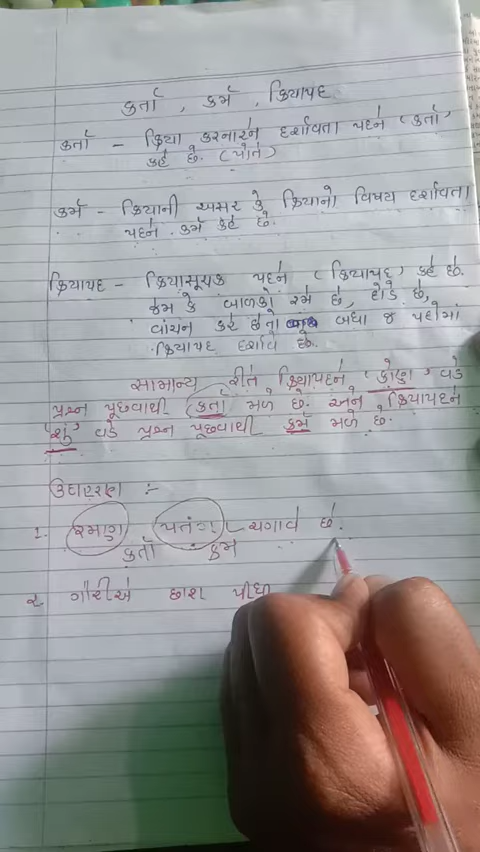 કર્તા , કર્મ , ક્રિયાપદ
કર્તા – ક્રિયા કરનારને દર્શાવતા પદને 'કર્તા'
કહે છે. (પોતે)
કર્મ – ક્રિયાની અસર કે ક્રિયાનો વિષય દર્શાવતા
પદને કર્મ કહે છે.
ક્રિયાપદ – ક્રિયાસૂચક પદને (ક્રિયાપદ) કહે છે.
જેમ કે બાળકો રમે છે, દોડે છે,
વાંચન કરે છેનો બધા જ પદોમાં
ક્રિયાપદ દર્શાવે છે.
સામાન્ય રીતે ક્રિયાપદને 'કોણ' વડે
પ્રશ્ન પૂછવાથી કર્તા મળે છે. અને ક્રિયાપદને
'શું' વડે પ્રશ્ન પૂછવાથી કર્મ મળે છે.
ઉદાહરણ :-
1. રમણ પતંગ ચગાવે છે.
કર્તા કર્મ
2. ગૌરીએ છાશ પીધી